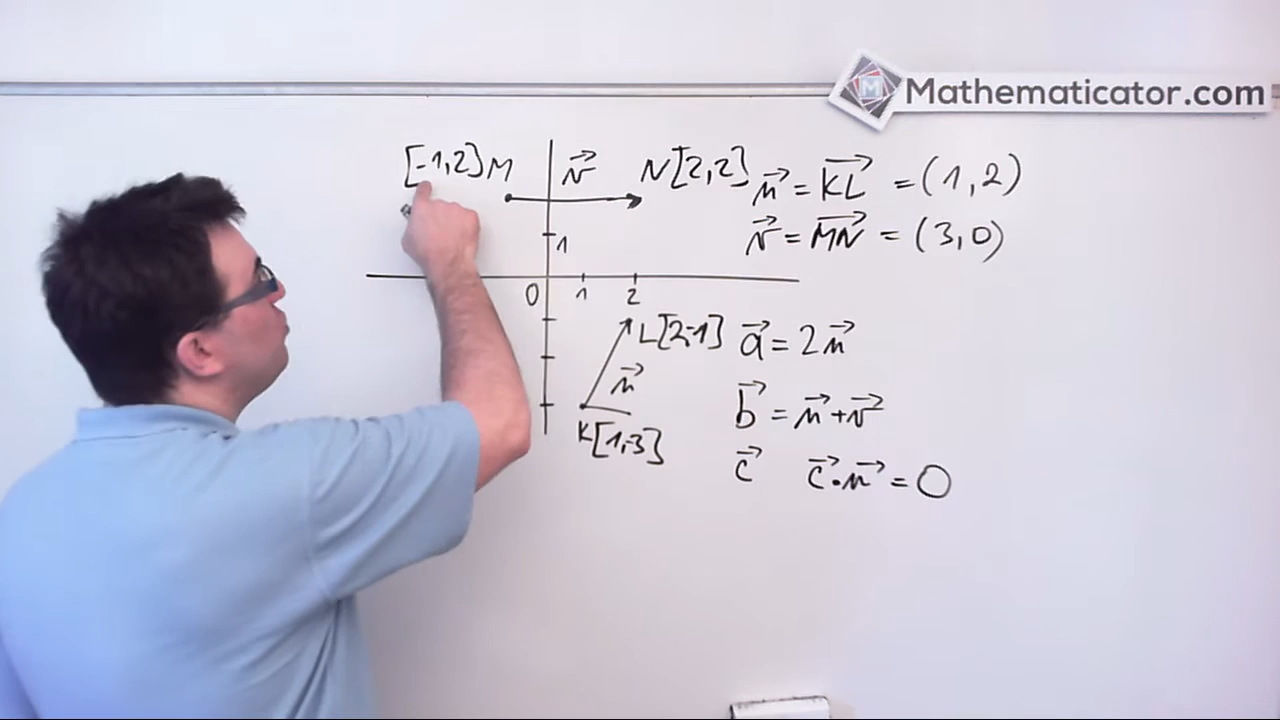 Mathematicator.com
[-1,2] M
v⃗
N[2,2]
u⃗ = KL⃗ = (1,2)
v⃗ = MN⃗ = (3,0)
1
0 1 2
L[2,-1]
a⃗ = 2u⃗
u⃗
b⃗ = u⃗+v⃗
K[1,-3]
c⃗ c⃗·u⃗ = 0